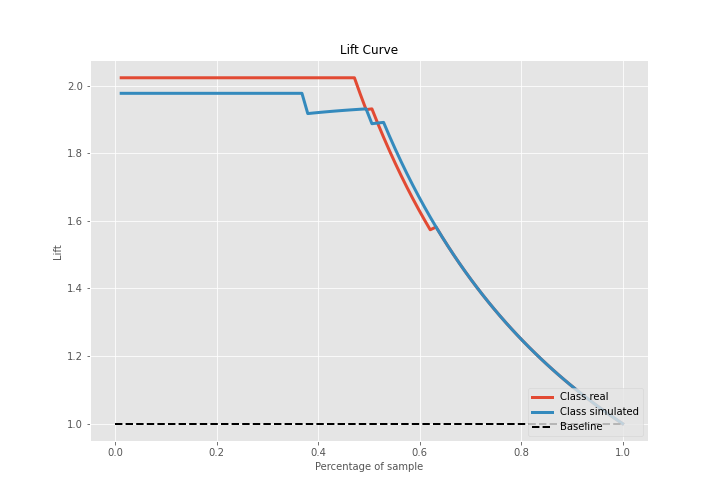 Lift Curve
Lift
2.0
1.8
1.6
1.4
1.2
1.0
0.0 0.2 0.4 0.6 0.8 1.0
Percentage of sample
Class real
Class simulated
Baseline